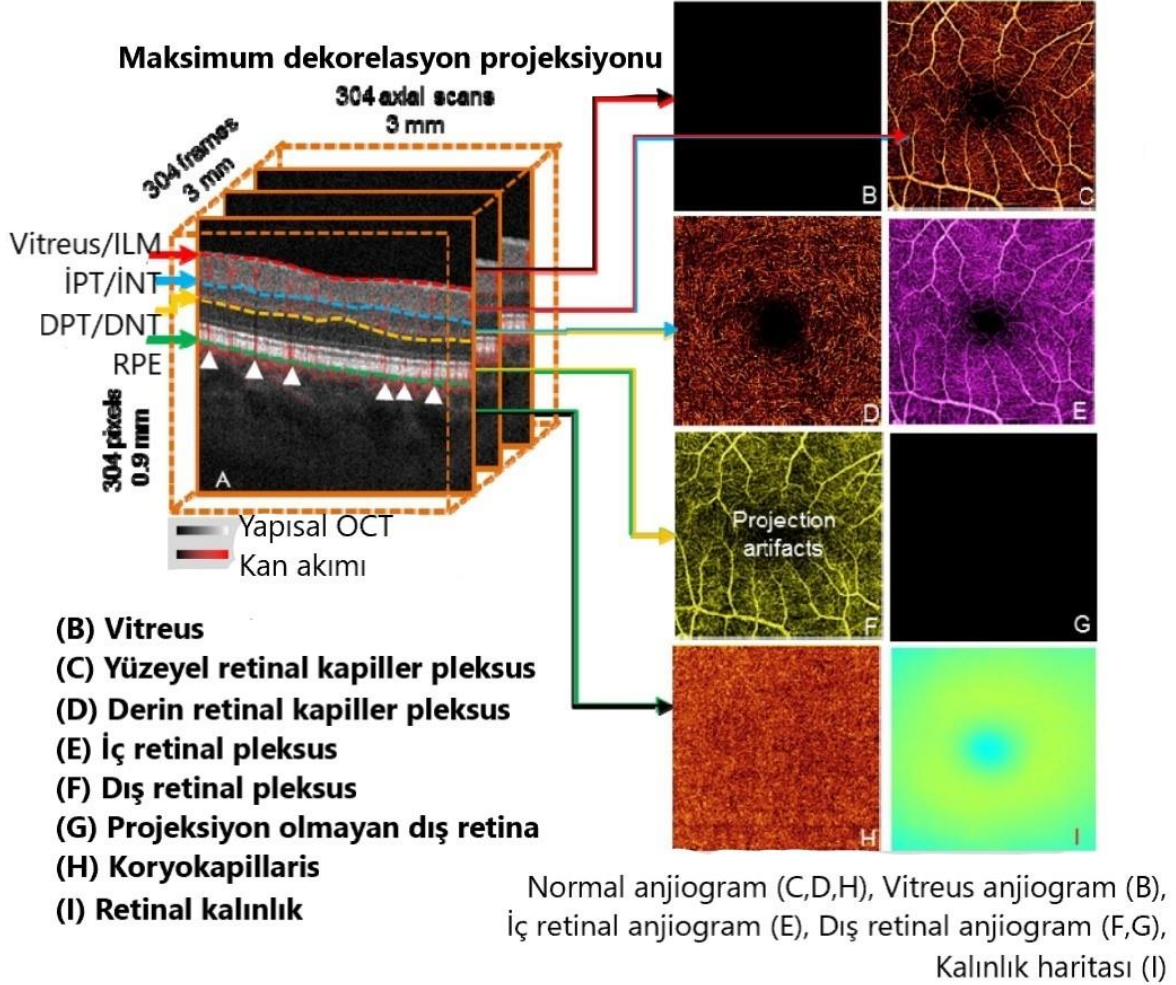 Maksimum dekorelasyon projeksiyonu
304 axial scans
3 mm
304 frames
3 mm
Vitreus/ILM
İPT/İNT
DPT/DNT
RPE
304 pixels
0.9 mm
A
Yapısal OCT
Kan akımı
B
C
D
E
Projection
artifacts
F
G
H
I
(B) Vitreus
(C) Yüzeyel retinal kapiller pleksus
(D) Derin retinal kapiller pleksus
(E) İç retinal pleksus
(F) Dış retinal pleksus
(G) Projeksiyon olmayan dış retina
(H) Koryokapillaris
(I) Retinal kalınlık
Normal anjiogram (C,D,H), Vitreus anjiogram (B),
İç retinal anjiogram (E), Dış retinal anjiogram (F,G),
Kalınlık haritası (I)